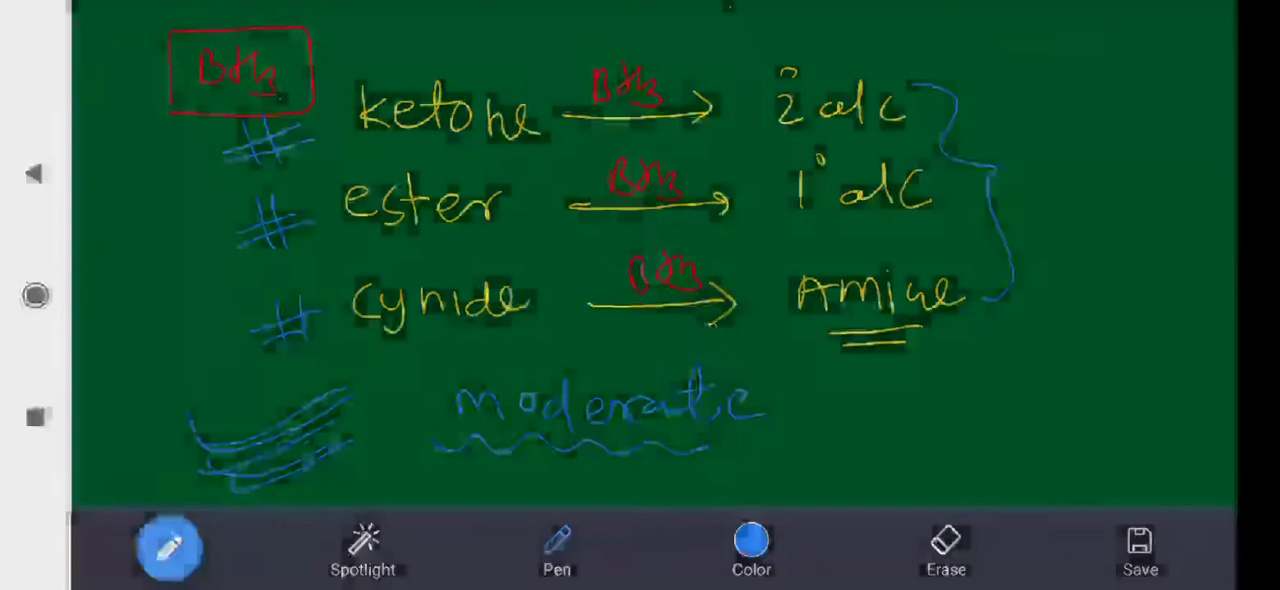 BH3
ketone BH3 2° alc
ester BH3 1° alc
Cynide BH3 Amine
moderate
Spotlight Pen Color Erase Save